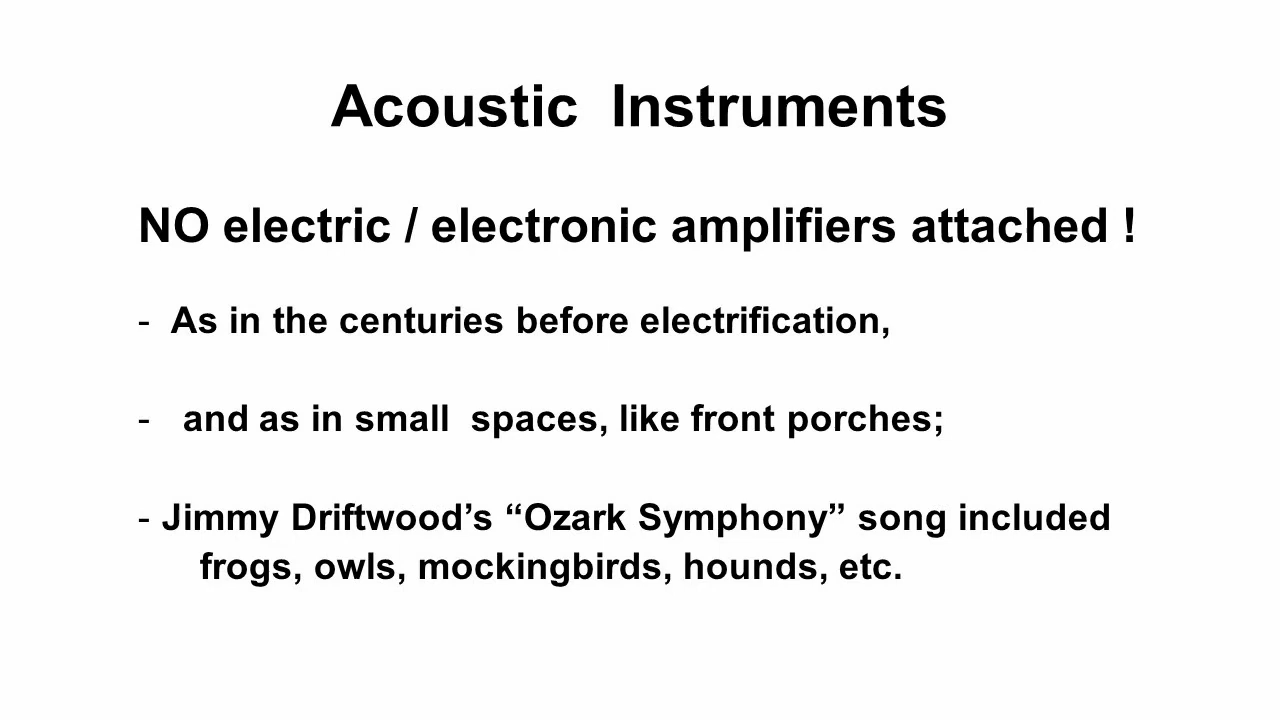 Acoustic  Instruments
NO electric / electronic amplifiers attached !
-  As in the centuries before electrification,
-   and as in small  spaces, like front porches;
- Jimmy Driftwood’s “Ozark Symphony” song included
frogs, owls, mockingbirds, hounds, etc.